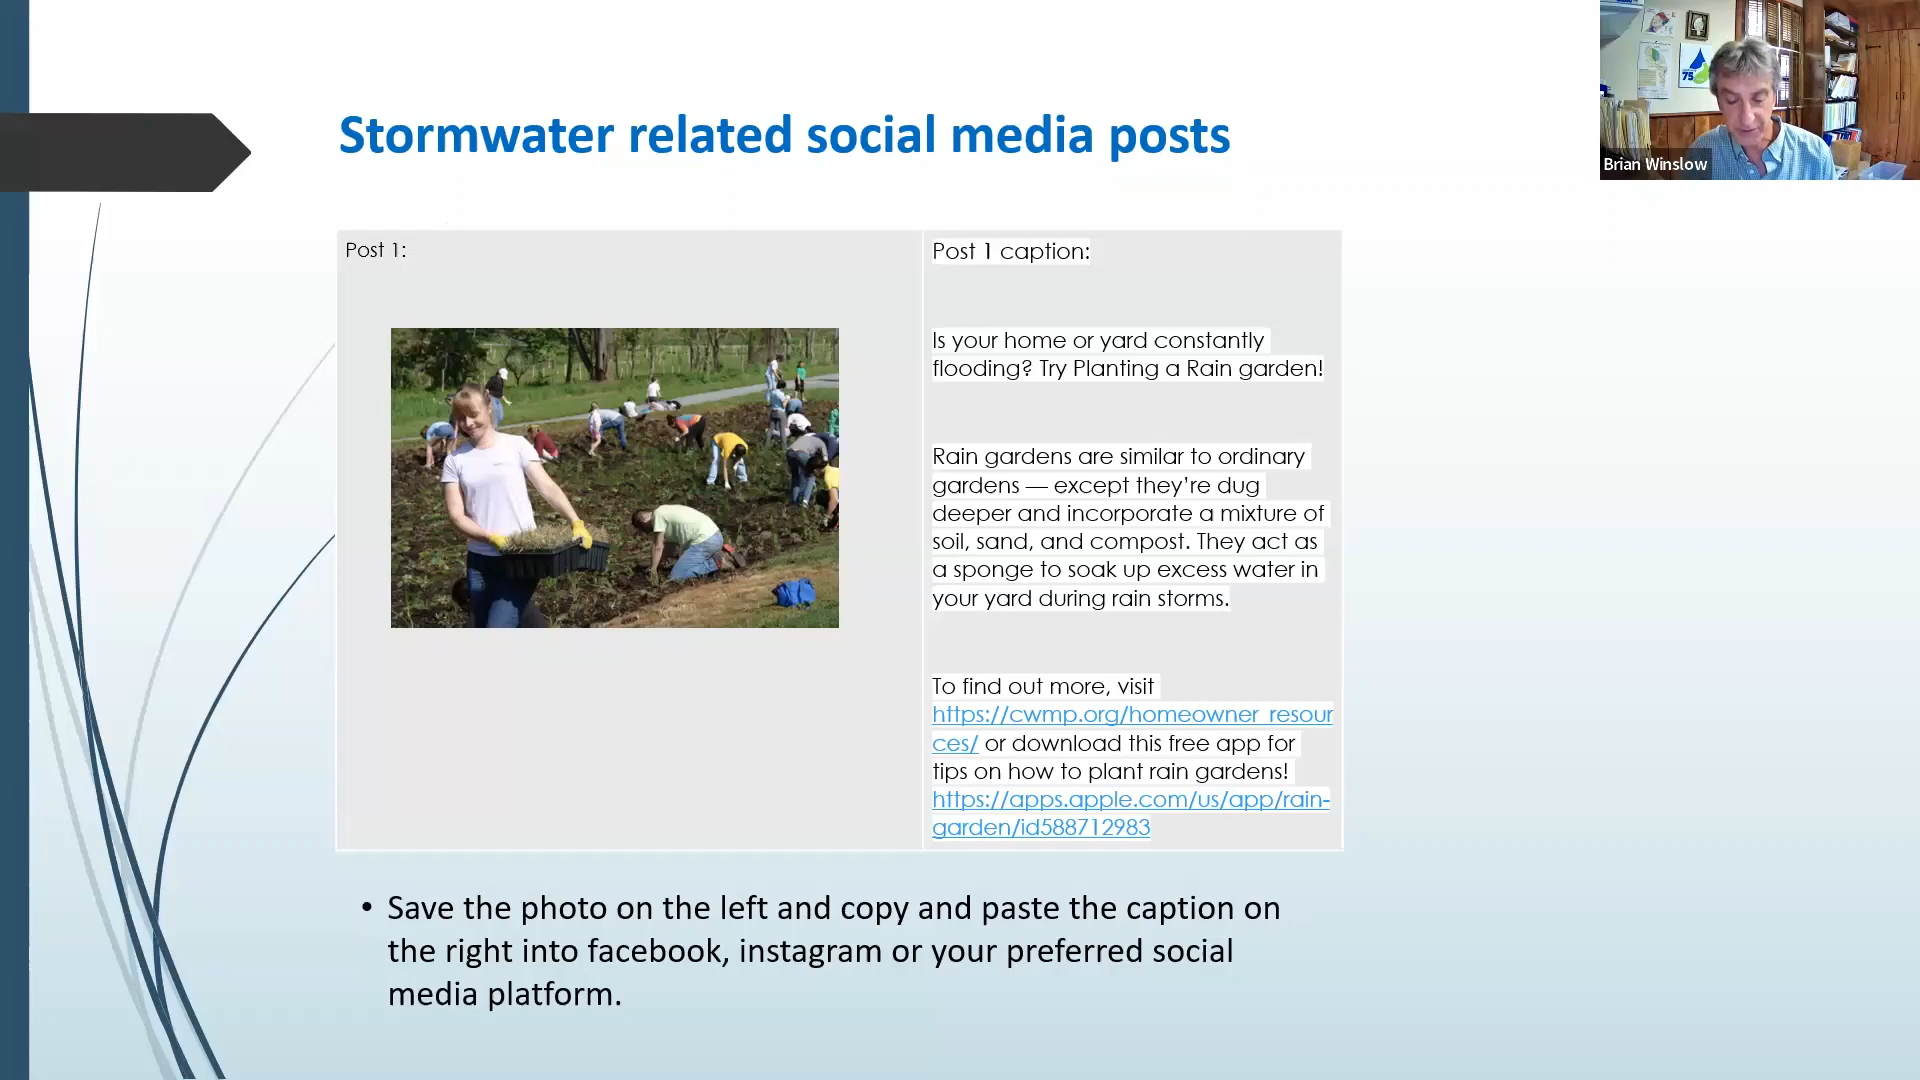 Stormwater related social media posts
75
Brian Winslow
Post 1:
Post 1 caption:
Is your home or yard constantly
flooding? Try Planting a Rain garden!
Rain gardens are similar to ordinary
gardens — except they’re dug
deeper and incorporate a mixture of
soil, sand, and compost. They act as
a sponge to soak up excess water in
your yard during rain storms.
To find out more, visit
https://cwmp.org/homeowner_resour
ces/ or download this free app for
tips on how to plant rain gardens!
https://apps.apple.com/us/app/rain-
garden/id588712983
• Save the photo on the left and copy and paste the caption on
the right into facebook, instagram or your preferred social
media platform.